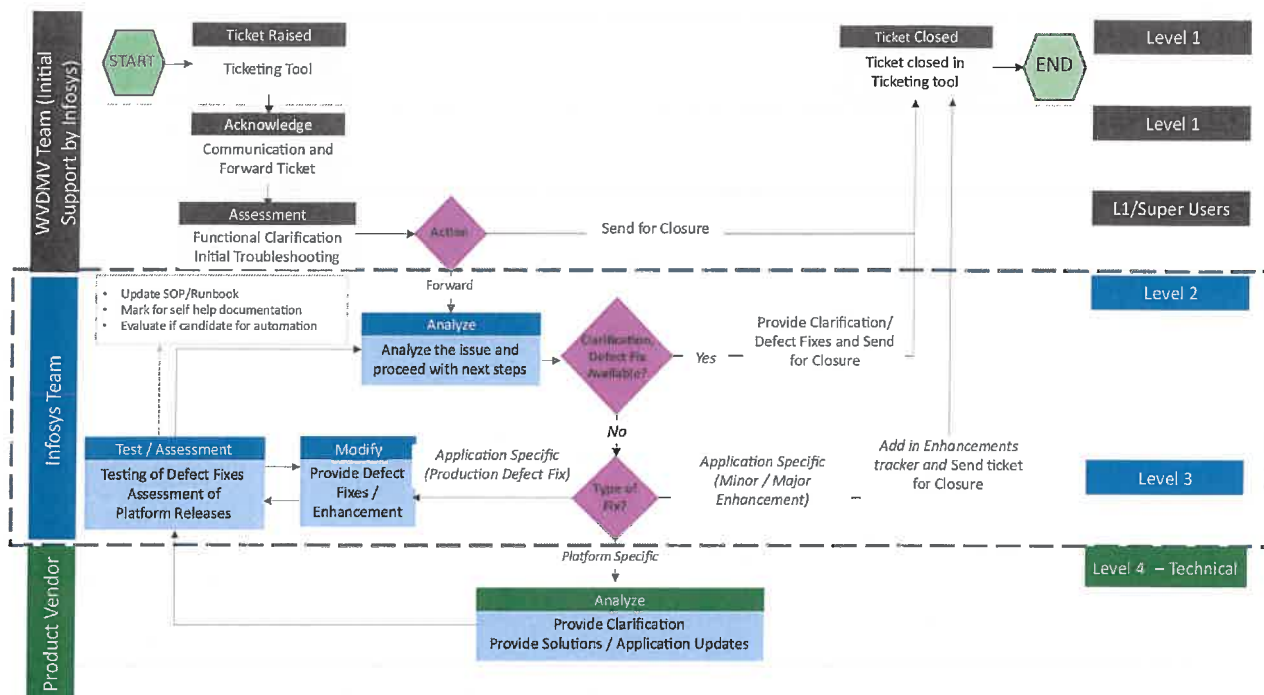 WVDMV Team (Initial
Support by Infosys)
START
Ticket Raised
Ticketing Tool
Acknowledge
Communication and
Forward Ticket
Assessment
Functional Clarification
Initial Troubleshooting
Action
Send for Closure
Ticket Closed
Ticket closed in
Ticketing tool
END
Level 1
Level 1
L1/Super Users
Forward
Infosys Team
• Update SOP/Runbook
• Mark for self help documentation
• Evaluate if candidate for automation
Analyze
Analyze the issue and
proceed with next steps
Clarification,
Defect Fix
Available?
Yes
Provide Clarification/
Defect Fixes and Send
for Closure
Level 2
No
Test / Assessment
Testing of Defect Fixes
Assessment of
Platform Releases
Modify
Provide Defect
Fixes /
Enhancement
Application Specific
(Production Defect Fix)
Type of
Fix?
Application Specific
(Minor / Major
Enhancement)
Add in Enhancements
tracker and Send ticket
for Closure
Level 3
Product Vendor
Platform Specific
Analyze
Provide Clarification
Provide Solutions / Application Updates
Level 4 – Technical